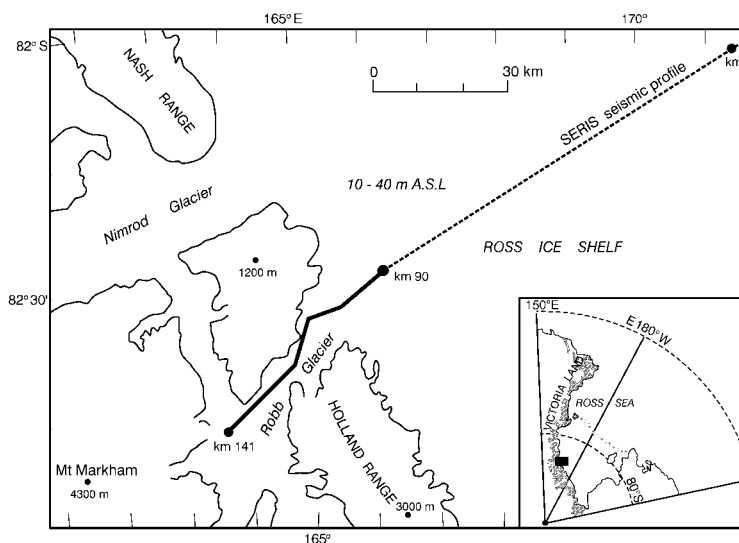 165° E
170°
82° S
km
NASH
RANGE
0
30 km
SERIS seismic profile
10 - 40 m A.S.L
Nimrod Glacier
ROSS ICE SHELF
1200 m
km 90
82° 30'
150°E
E180°W
VICTORIA LAND
ROSS SEA
80°S
Robb Glacier
HOLLAND RANGE
km 141
Mt Markham
4300 m
3000 m
165°